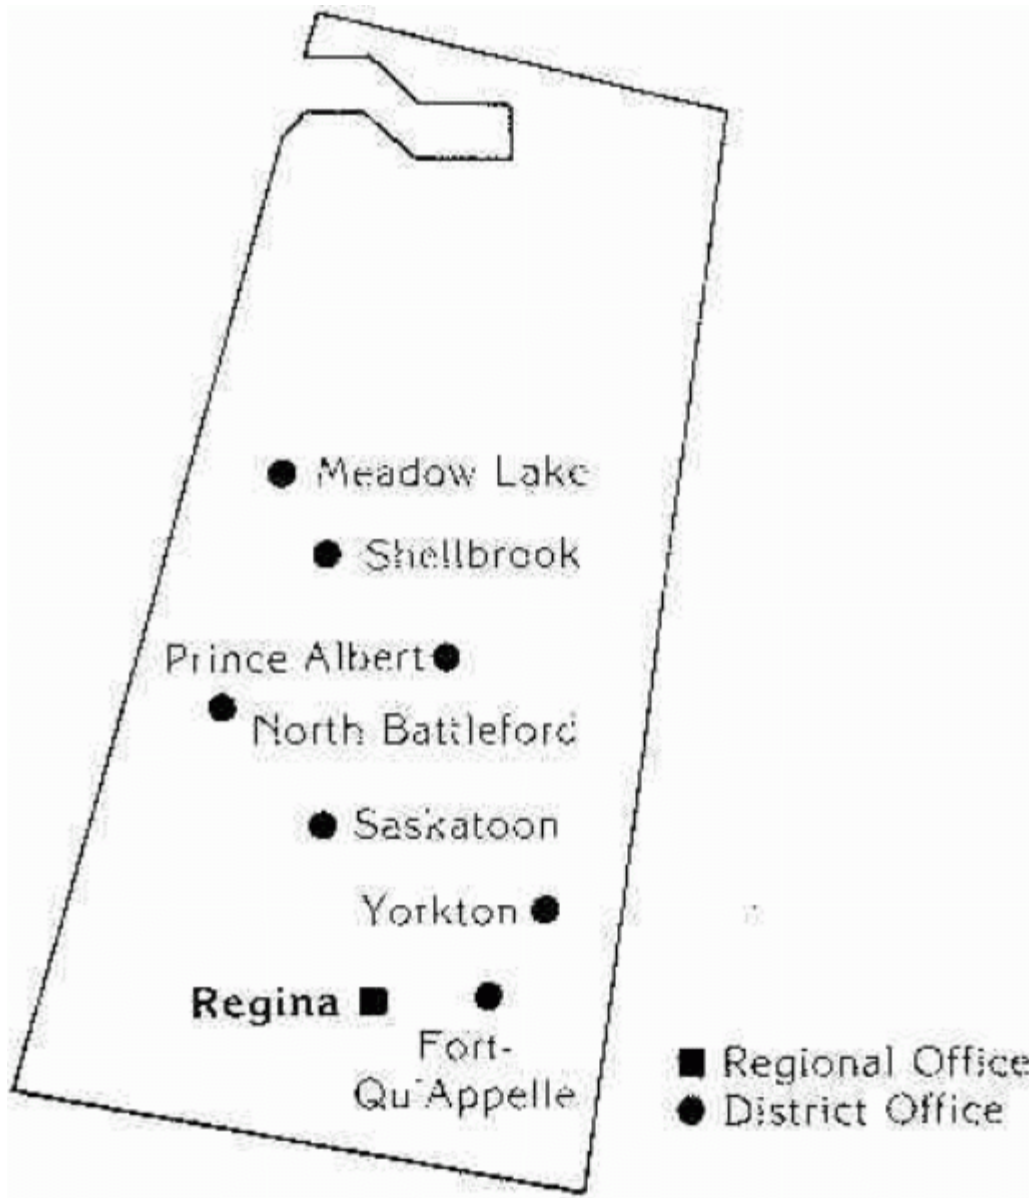 Meadow Lake
Shellbrook
Prince Albert
North Battleford
Saskatoon
Yorkton
Regina
Fort-
Qu'Appelle
Regional Office
District Office